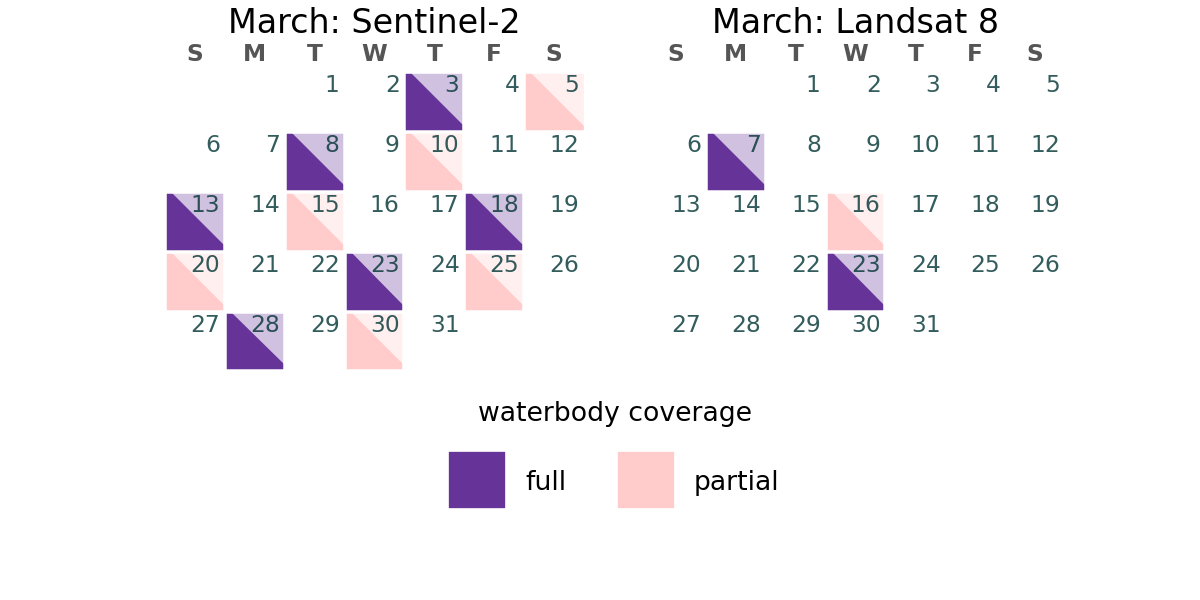 March: Sentinel-2
S M T W T F S
1 2 3 4 5
6 7 8 9 10 11 12
13 14 15 16 17 18 19
20 21 22 23 24 25 26
27 28 29 30 31
March: Landsat 8
S M T W T F S
1 2 3 4 5
6 7 8 9 10 11 12
13 14 15 16 17 18 19
20 21 22 23 24 25 26
27 28 29 30 31
waterbody coverage
full partial